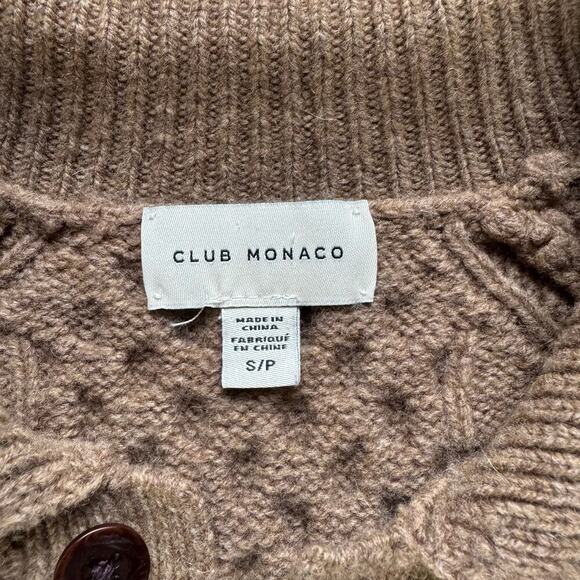 CLUB MONACO
MADE IN
CHINA
FABRIQUÉ
EN CHINE
S/P